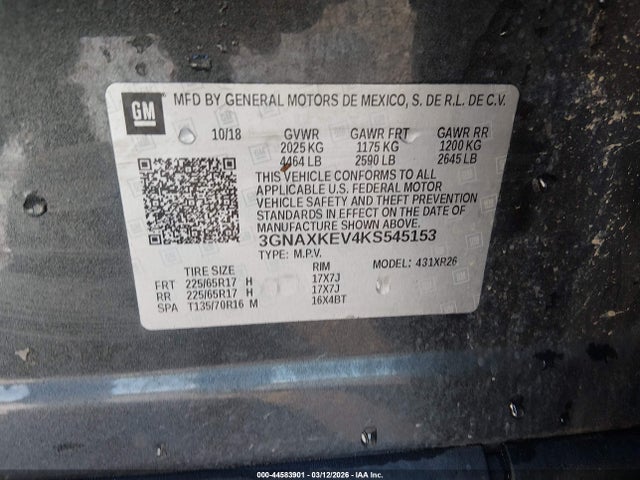 GM MFD BY GENERAL MOTORS DE MEXICO, S. DE R.L. DE C.V.
10/18 GVWR GAWR FRT GAWR RR
2025 KG 1175 KG 1200 KG
4464 LB 2590 LB 2645 LB
THIS VEHICLE CONFORMS TO ALL
APPLICABLE U.S. FEDERAL MOTOR
VEHICLE SAFETY AND THEFT PREVENTION
STANDARDS IN EFFECT ON THE DATE OF
MANUFACTURE SHOWN ABOVE.
3GNAXKEV4KS545153
TYPE: M.P.V. MODEL: 431XR26
TIRE SIZE RIM
FRT 225/65R17 H 17X7J
RR 225/65R17 H 17X7J
SPA T135/70R16 M 16X4BT
000-44583901 - 03/12/2026 - IAA Inc.